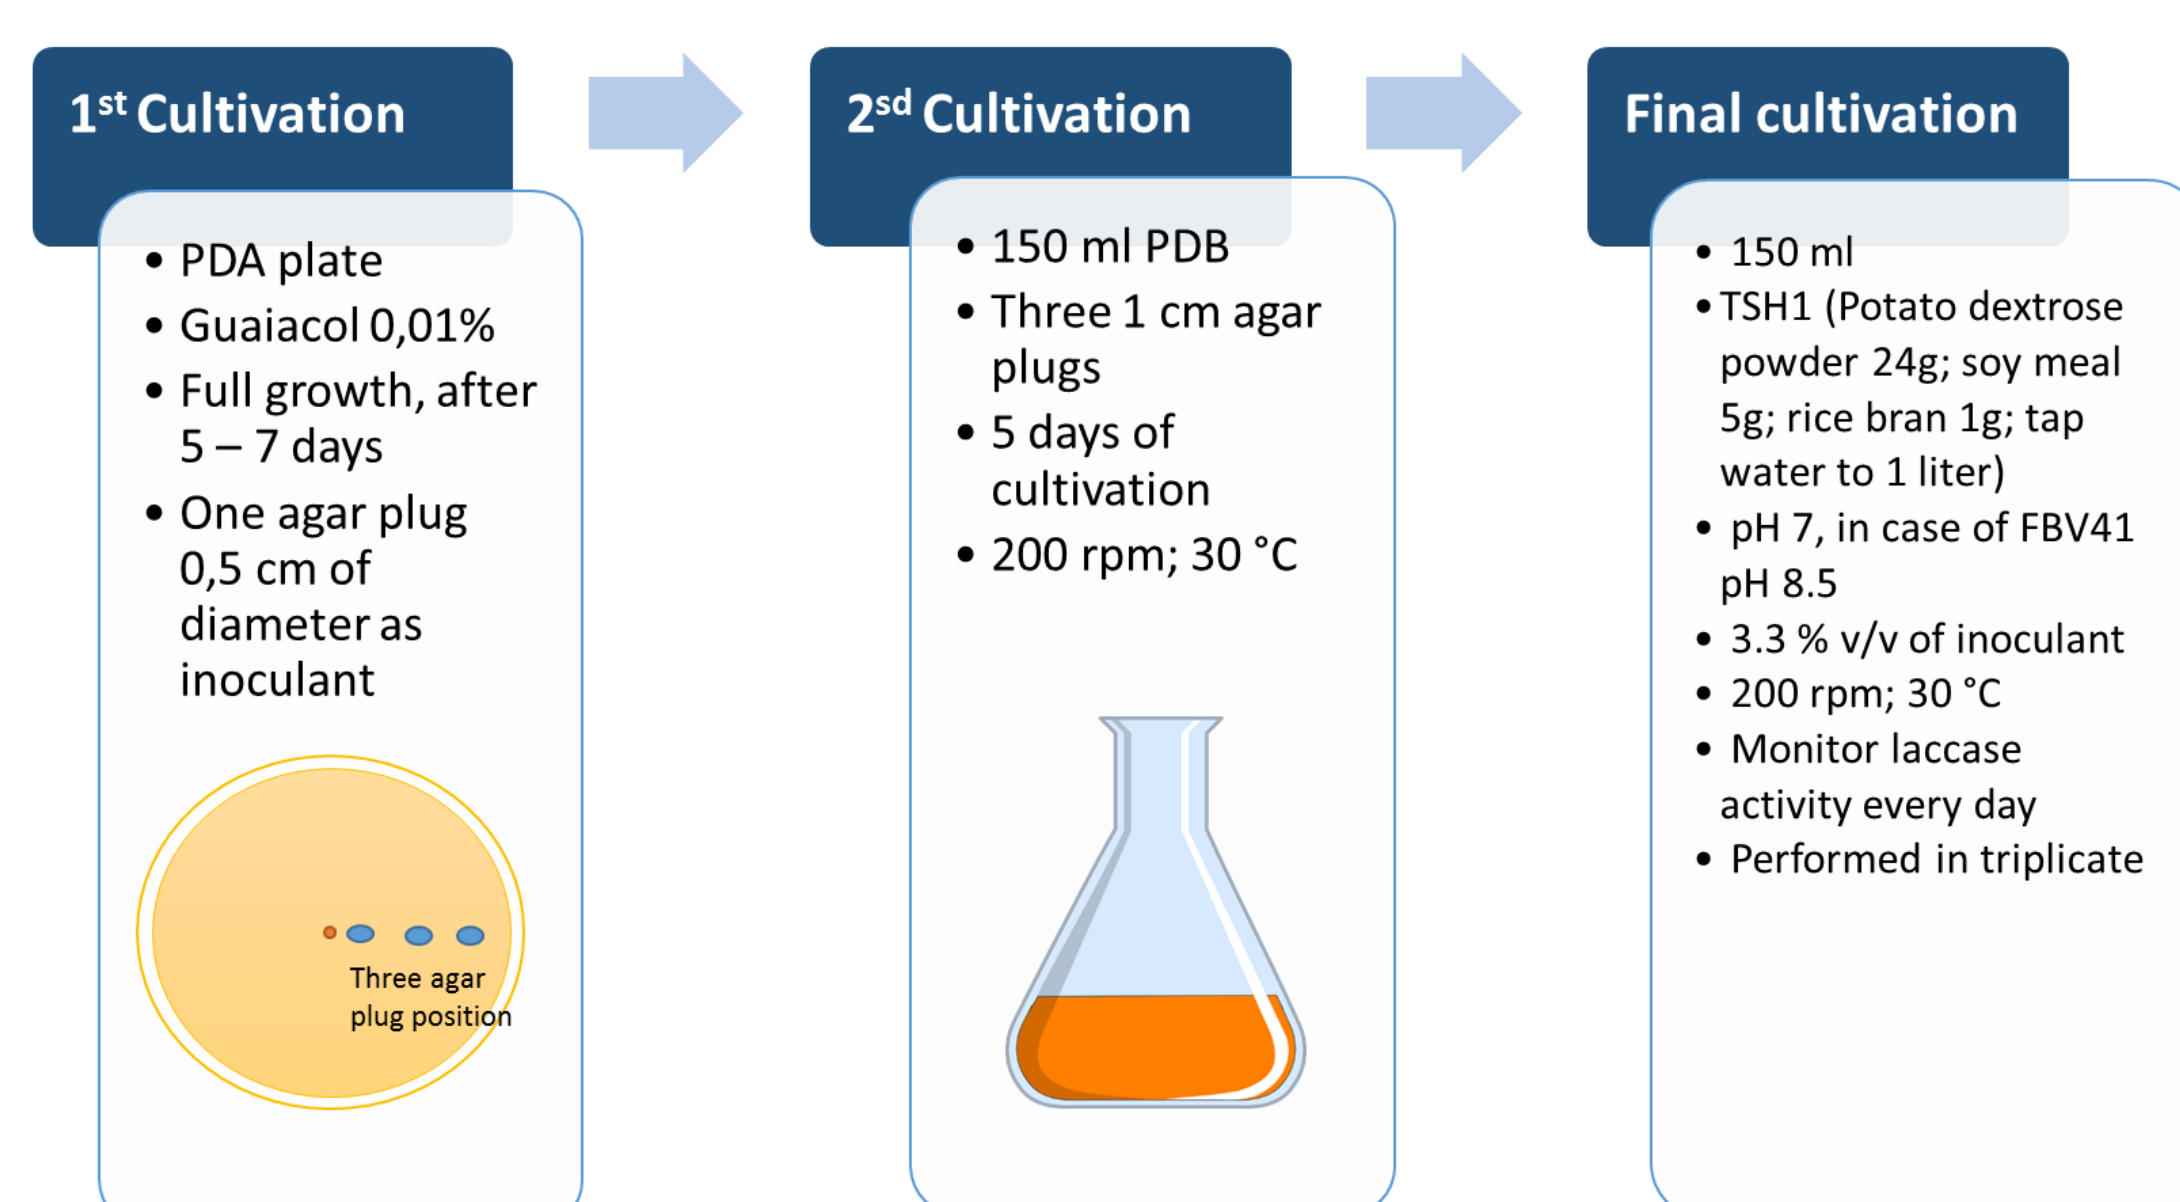 1st Cultivation
• PDA plate
• Guaiacol 0,01%
• Full growth, after
5 – 7 days
• One agar plug
0,5 cm of
diameter as
inoculant
Three agar
plug position
2sd Cultivation
• 150 ml PDB
• Three 1 cm agar
plugs
• 5 days of
cultivation
• 200 rpm; 30 °C
Final cultivation
• 150 ml
• TSH1 (Potato dextrose
powder 24g; soy meal
5g; rice bran 1g; tap
water to 1 liter)
• pH 7, in case of FBV41
pH 8.5
• 3.3 % v/v of inoculant
• 200 rpm; 30 °C
• Monitor laccase
activity every day
• Performed in triplicate